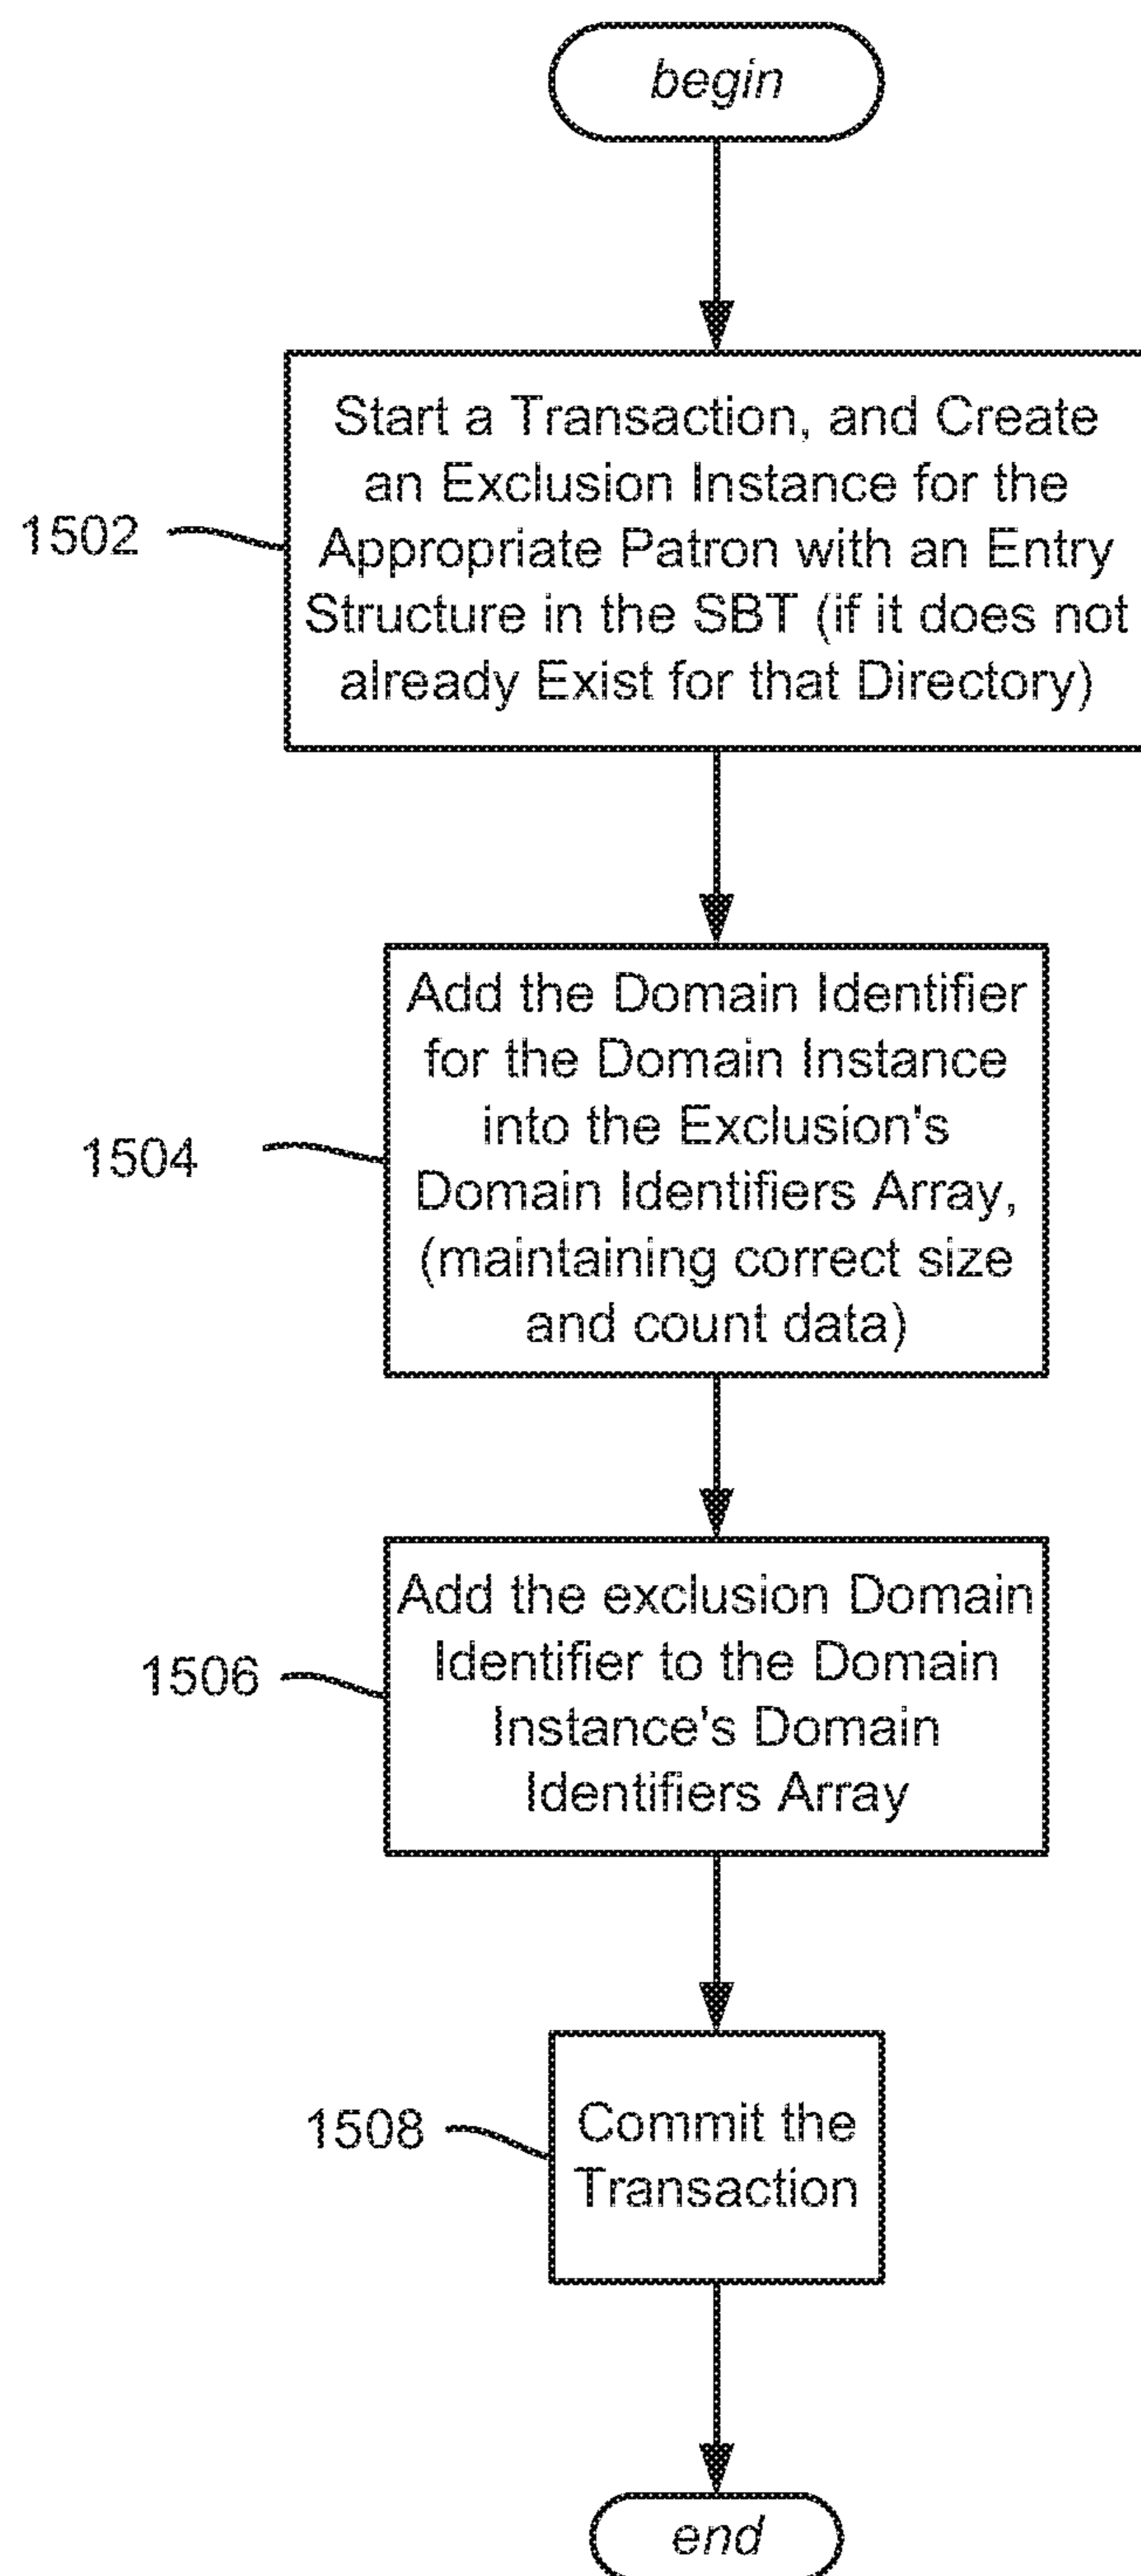 begin
Start a Transaction, and Create
an Exclusion Instance for the
Appropriate Patron with an Entry
Structure in the SBT (if it does not
already Exist for that Directory)
1502
Add the Domain Identifier
for the Domain Instance
into the Exclusion's
Domain Identifiers Array,
(maintaining correct size
and count data)
1504
Add the exclusion Domain
Identifier to the Domain
Instance's Domain
Identifiers Array
1506
Commit the
Transaction
1508
end